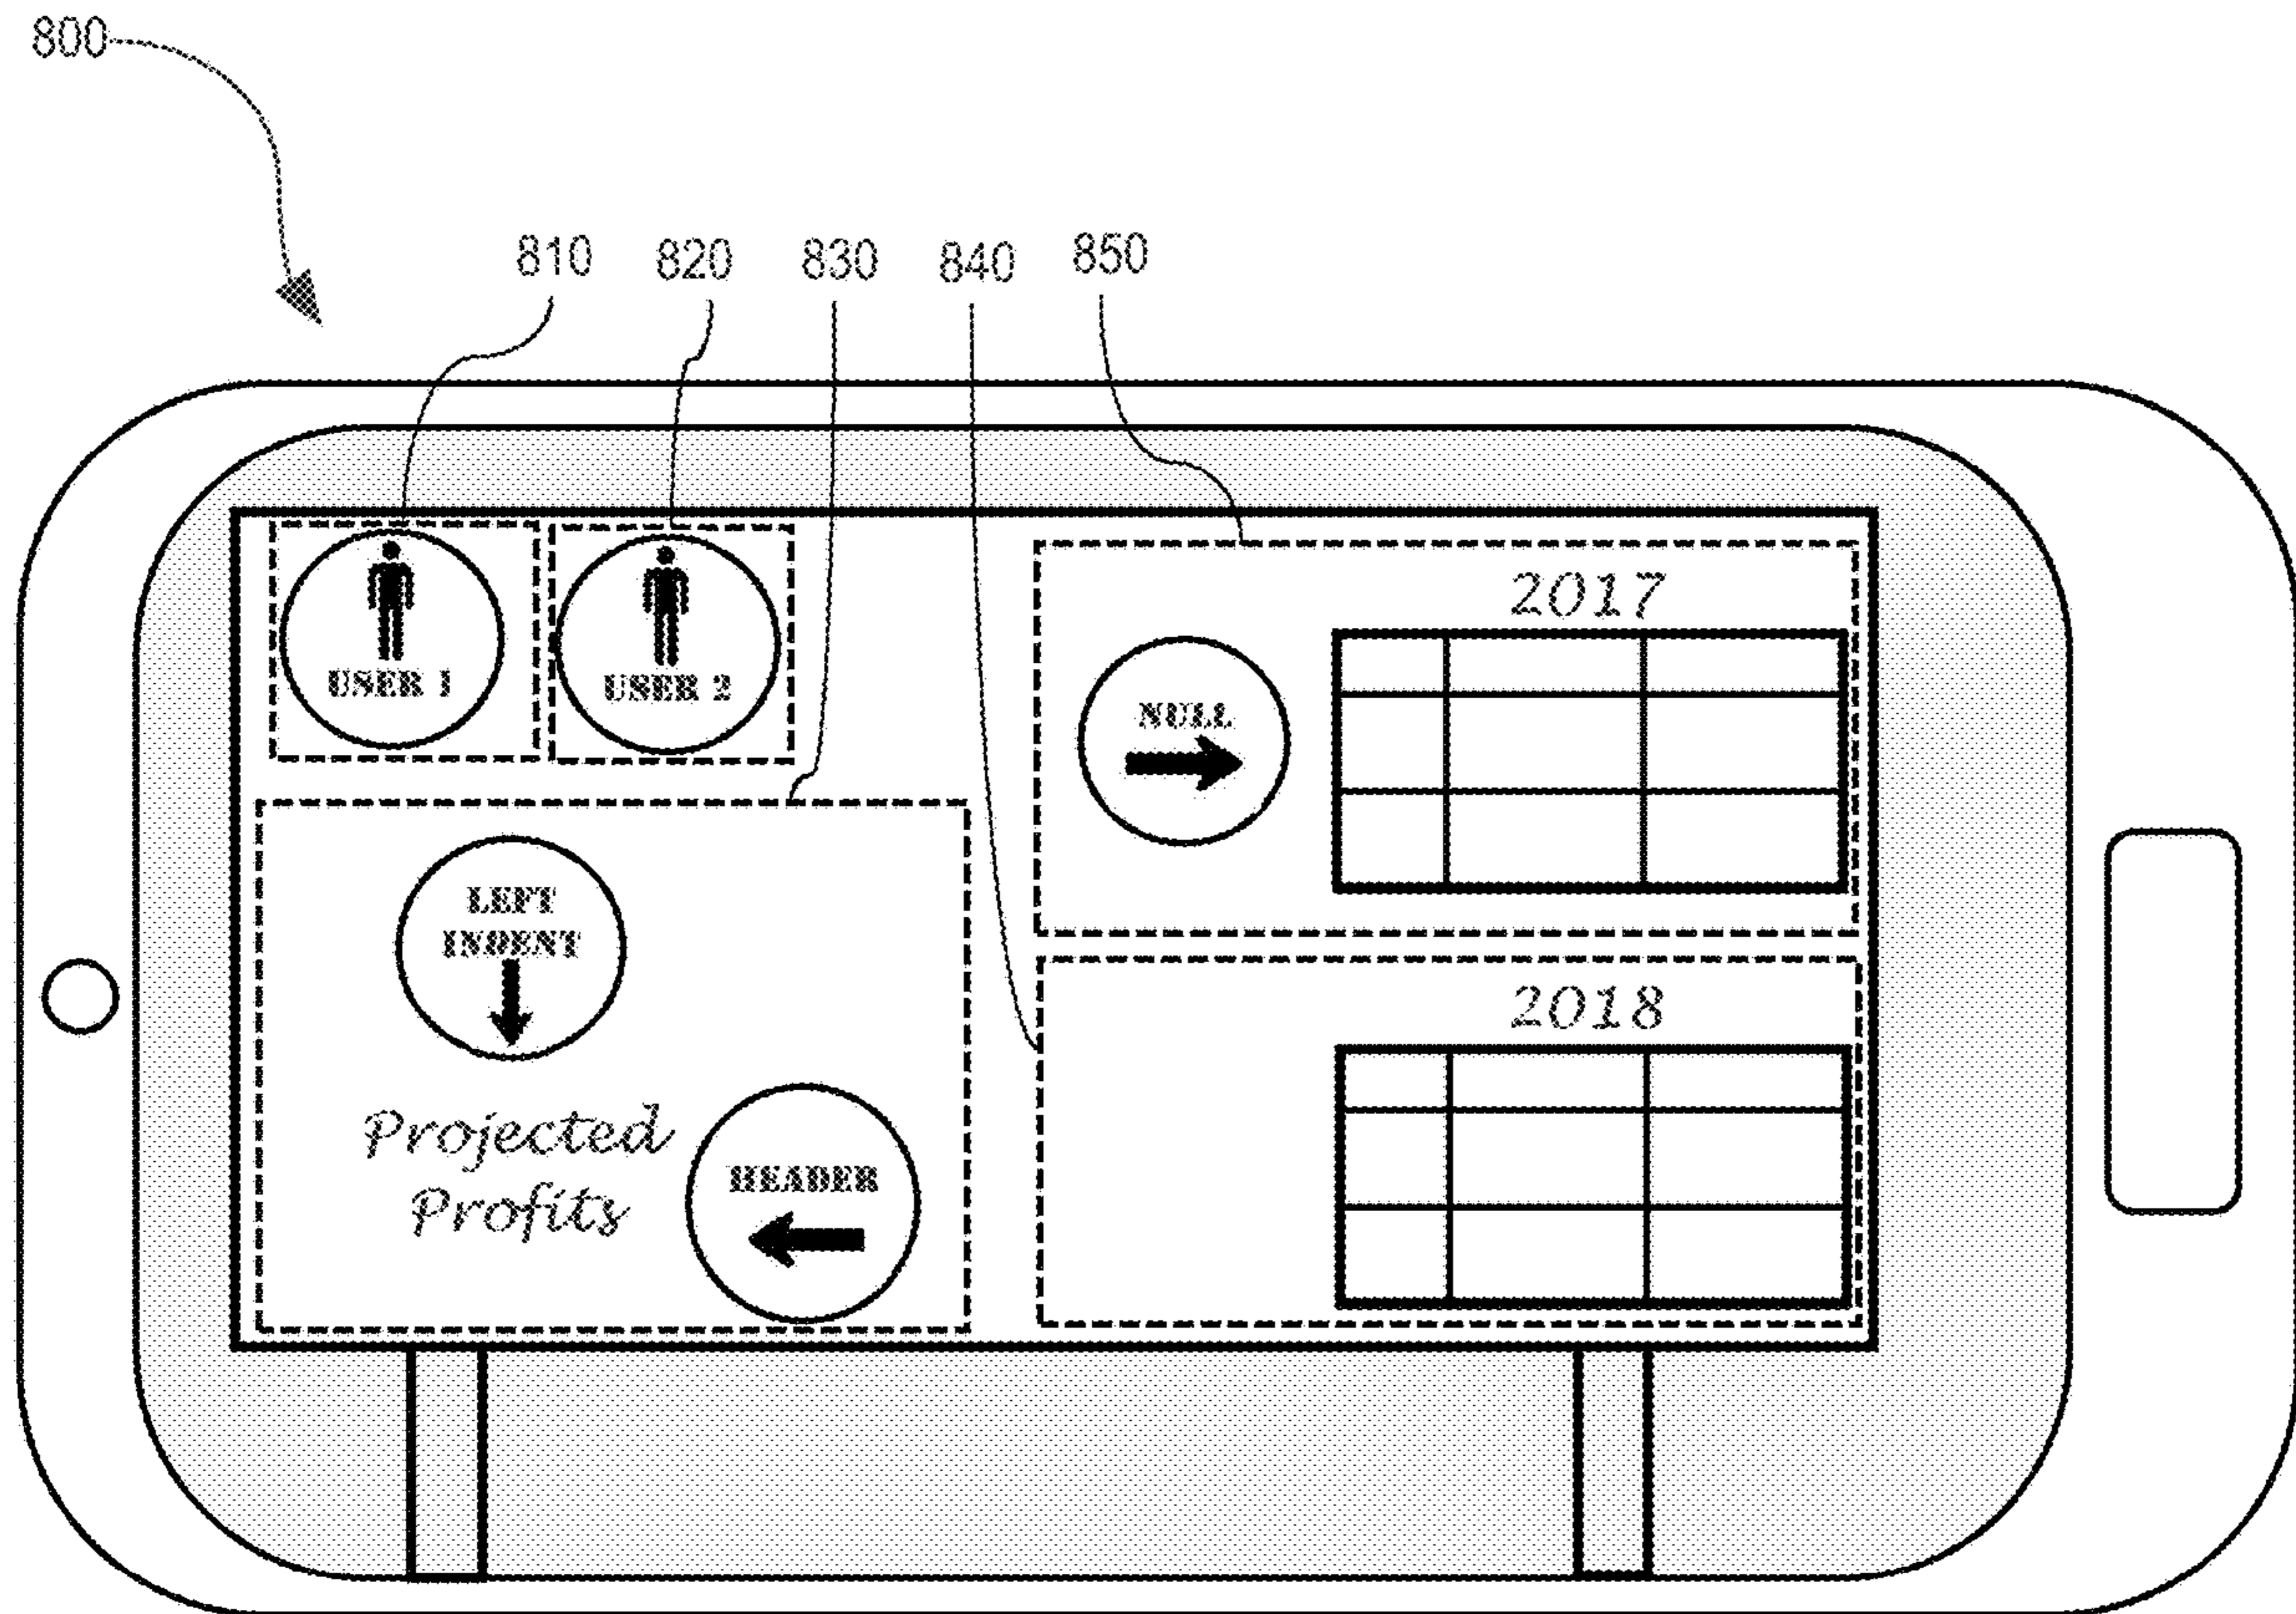 800
810 820 830 840 850
USER 1
USER 2
LEFT
INDENT
Projected
Profits
HEADER
2017
NULL
2018